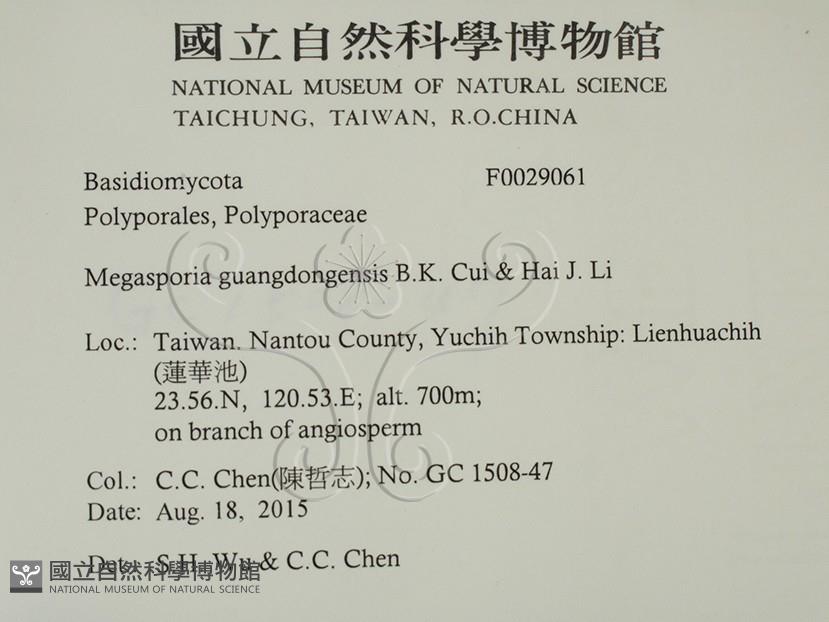 國立自然科學博物館
NATIONAL MUSEUM OF NATURAL SCIENCE
TAICHUNG, TAIWAN, R.O.CHINA
Basidiomycota F0029061
Polyporales, Polyporaceae
Megasporia guangdongensis B.K. Cui & Hai J. Li
Loc.: Taiwan. Nantou County, Yuchih Township: Lienhuachih
(蓮華池)
23.56.N, 120.53.E; alt. 700m;
on branch of angiosperm
Col.: C.C. Chen(陳哲志); No. GC 1508-47
Date: Aug. 18, 2015
Det.: S.H. Wu & C.C. Chen
國立自然科學博物館
NATIONAL MUSEUM OF NATURAL SCIENCE